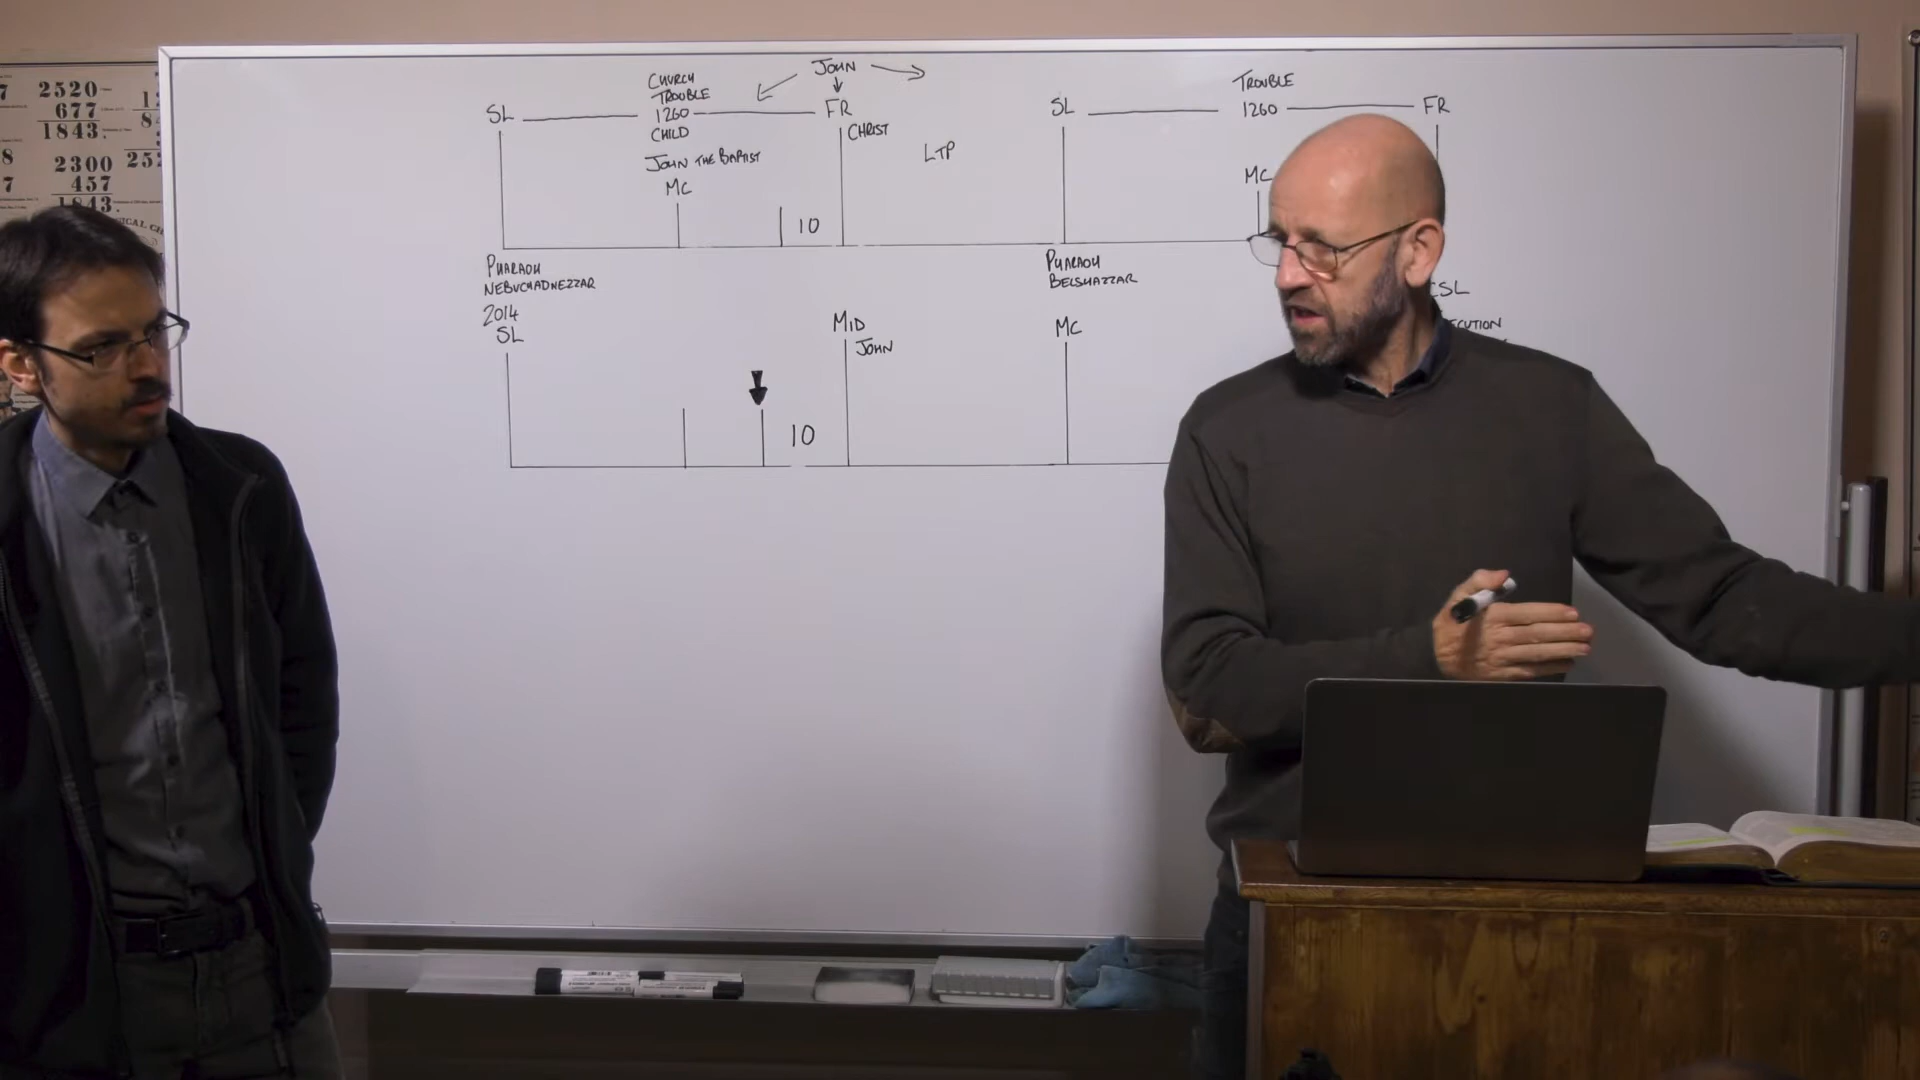 2520
677
1843.
2300
457
1843.
JOHN
CHURCH
TROUBLE
SL
1260
FR
CHILD
CHRIST
JOHN THE BAPTIST
LTP
MC
10
TROUBLE
SL
1260
FR
MC
PHARAOH
NEBUCHADNEZZAR
2014
SL
MID
JOHN
MC
10
PHARAOH
BELSHAZZAR